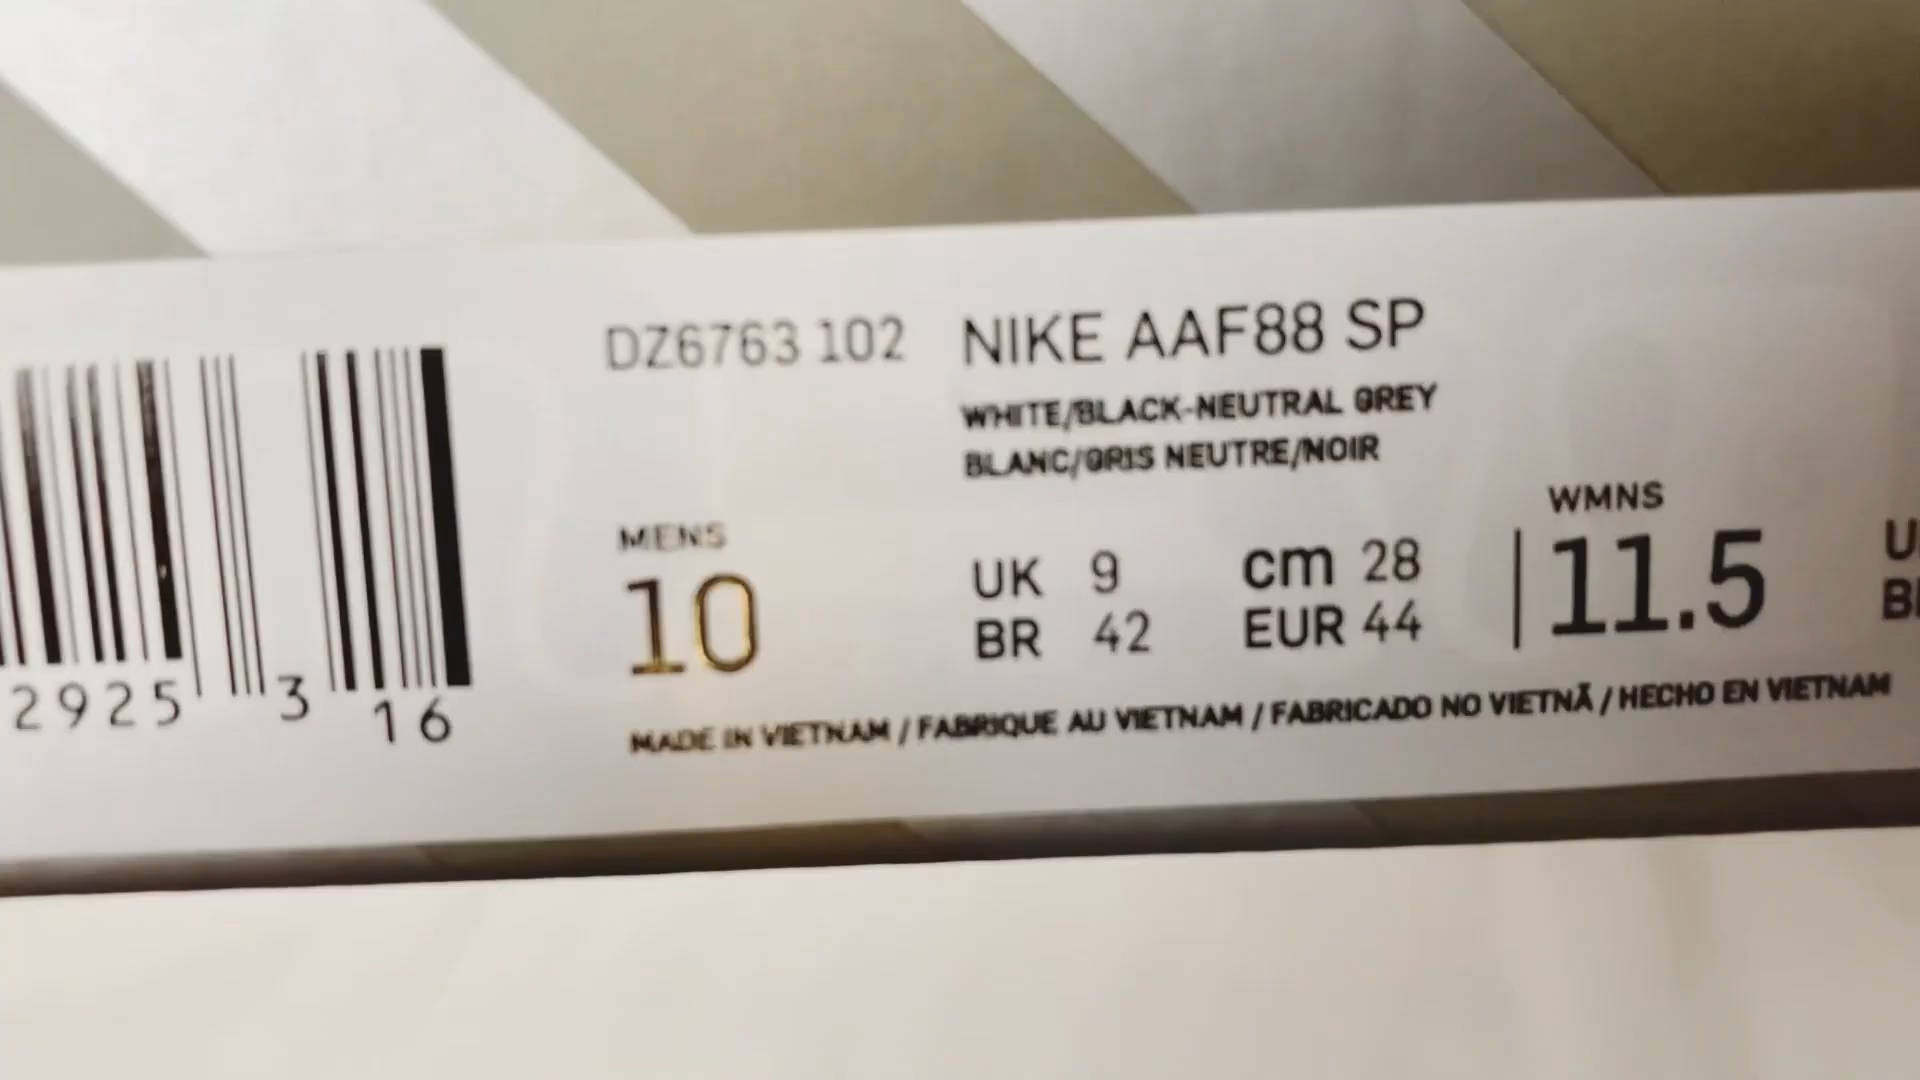 DZ6763 102 NIKE AAF88 SP
WHITE/BLACK-NEUTRAL GREY
BLANC/GRIS NEUTRE/NOIR
MENS
10
UK 9 cm 28
BR 42 EUR 44
WMNS
11.5
MADE IN VIETNAM / FABRIQUE AU VIETNAM / FABRICADO NO VIETNÃ / HECHO EN VIETNAM
2925 3
16